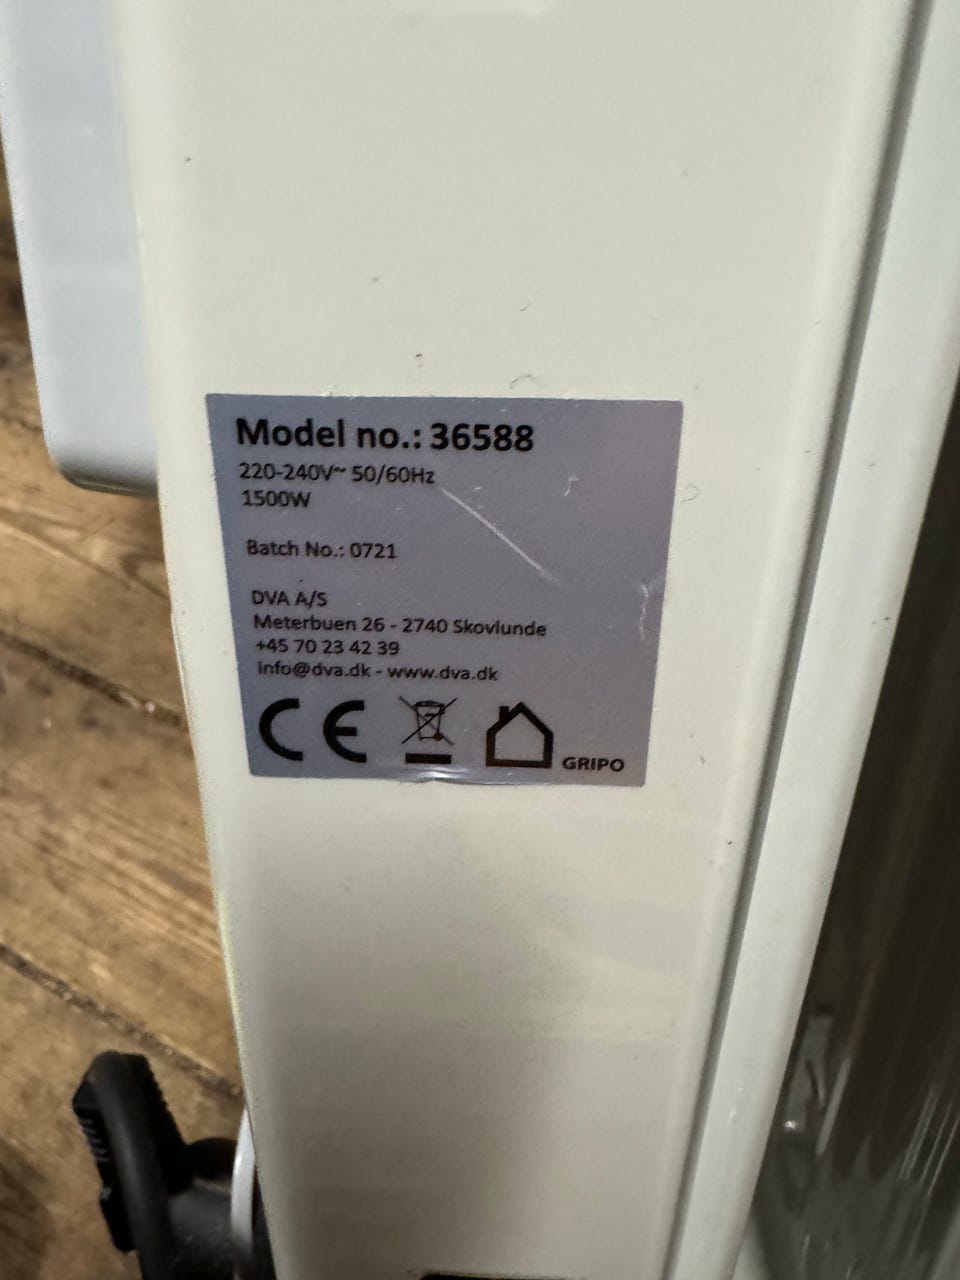 Model no.: 36588
220-240V~ 50/60Hz
1500W
Batch No.: 0721
DVA A/S
Meterbuen 26 - 2740 Skovlunde
+45 70 23 42 39
info@dva.dk - www.dva.dk
CE
GRIPO